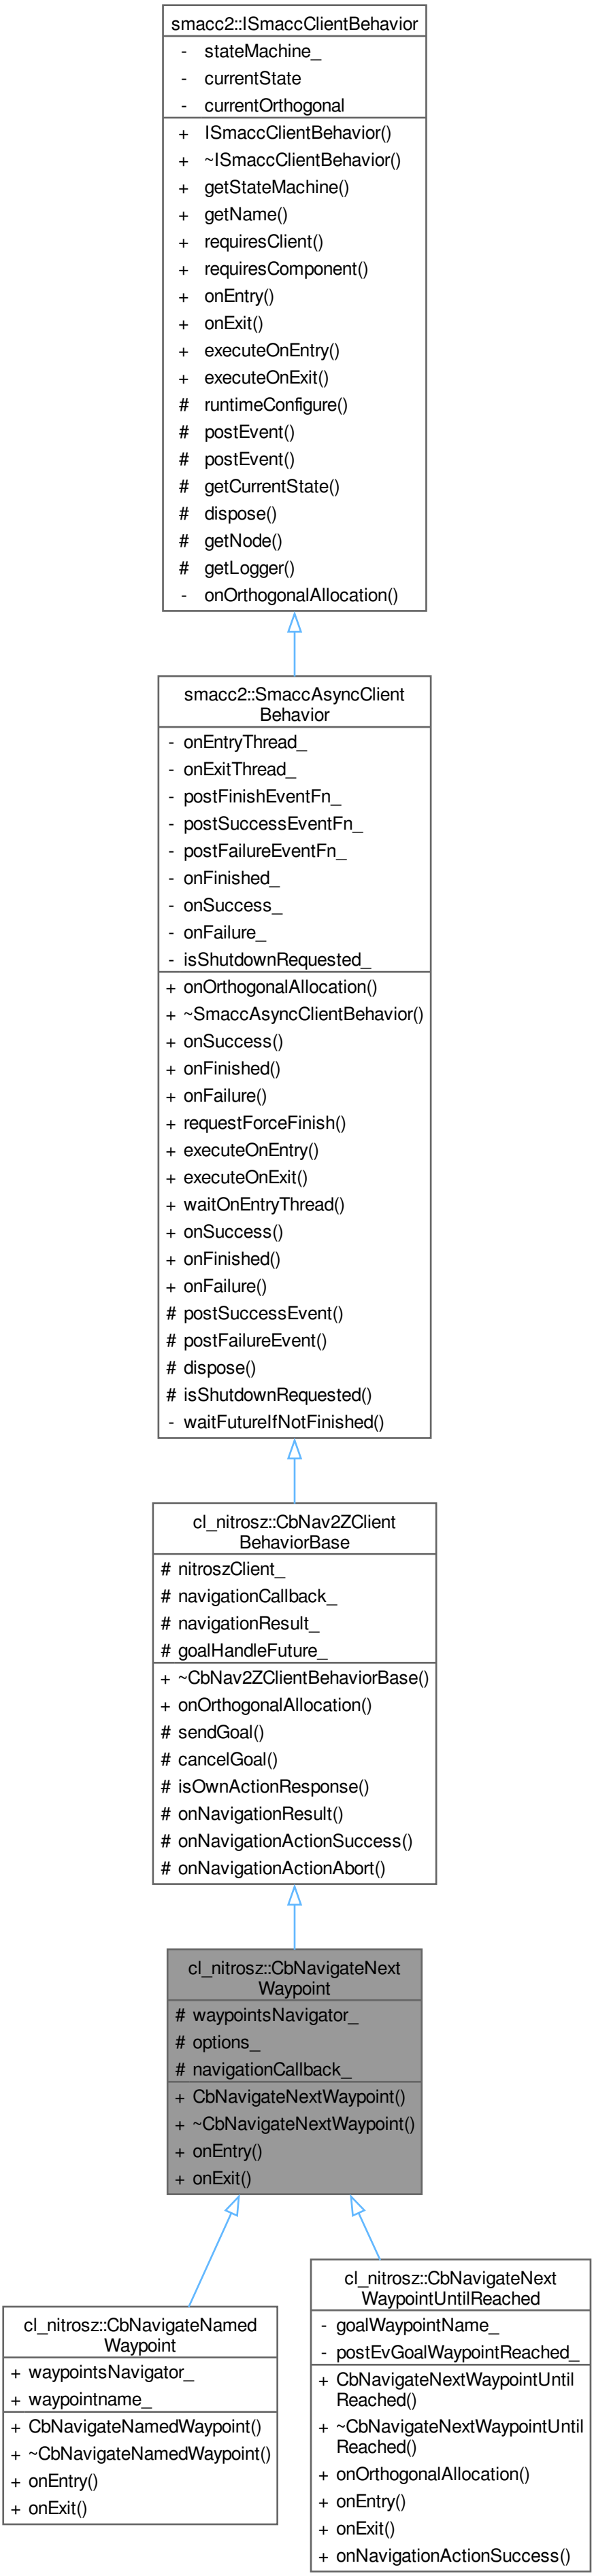 smacc2::ISmaccClientBehavior
- stateMachine_
- currentState
- currentOrthogonal
+ ISmaccClientBehavior()
+ ~ISmaccClientBehavior()
+ getStateMachine()
+ getName()
+ requiresClient()
+ requiresComponent()
+ onEntry()
+ onExit()
+ executeOnEntry()
+ executeOnExit()
# runtimeConfigure()
# postEvent()
# postEvent()
# getCurrentState()
# dispose()
# getNode()
# getLogger()
- onOrthogonalAllocation()
smacc2::SmaccAsyncClient
Behavior
- onEntryThread_
- onExitThread_
- postFinishEventFn_
- postSuccessEventFn_
- postFailureEventFn_
- onFinished_
- onSuccess_
- onFailure_
- isShutdownRequested_
+ onOrthogonalAllocation()
+ ~SmaccAsyncClientBehavior()
+ onSuccess()
+ onFinished()
+ onFailure()
+ requestForceFinish()
+ executeOnEntry()
+ executeOnExit()
+ waitOnEntryThread()
+ onSuccess()
+ onFinished()
+ onFailure()
# postSuccessEvent()
# postFailureEvent()
# dispose()
# isShutdownRequested()
- waitFutureIfNotFinished()
cl_nitrosz::CbNav2ZClient
BehaviorBase
# nitroszClient_
# navigationCallback_
# navigationResult_
# goalHandleFuture_
+ ~CbNav2ZClientBehaviorBase()
+ onOrthogonalAllocation()
# sendGoal()
# cancelGoal()
# isOwnActionResponse()
# onNavigationResult()
# onNavigationActionSuccess()
# onNavigationActionAbort()
cl_nitrosz::CbNavigateNext
Waypoint
# waypointsNavigator_
# options_
# navigationCallback_
+ CbNavigateNextWaypoint()
+ ~CbNavigateNextWaypoint()
+ onEntry()
+ onExit()
cl_nitrosz::CbNavigateNamed
Waypoint
+ waypointsNavigator_
+ waypointname_
+ CbNavigateNamedWaypoint()
+ ~CbNavigateNamedWaypoint()
+ onEntry()
+ onExit()
cl_nitrosz::CbNavigateNext
WaypointUntilReached
- goalWaypointName_
- postEvGoalWaypointReached_
+ CbNavigateNextWaypointUntil
Reached()
+ ~CbNavigateNextWaypointUntil
Reached()
+ onOrthogonalAllocation()
+ onEntry()
+ onExit()
+ onNavigationActionSuccess()